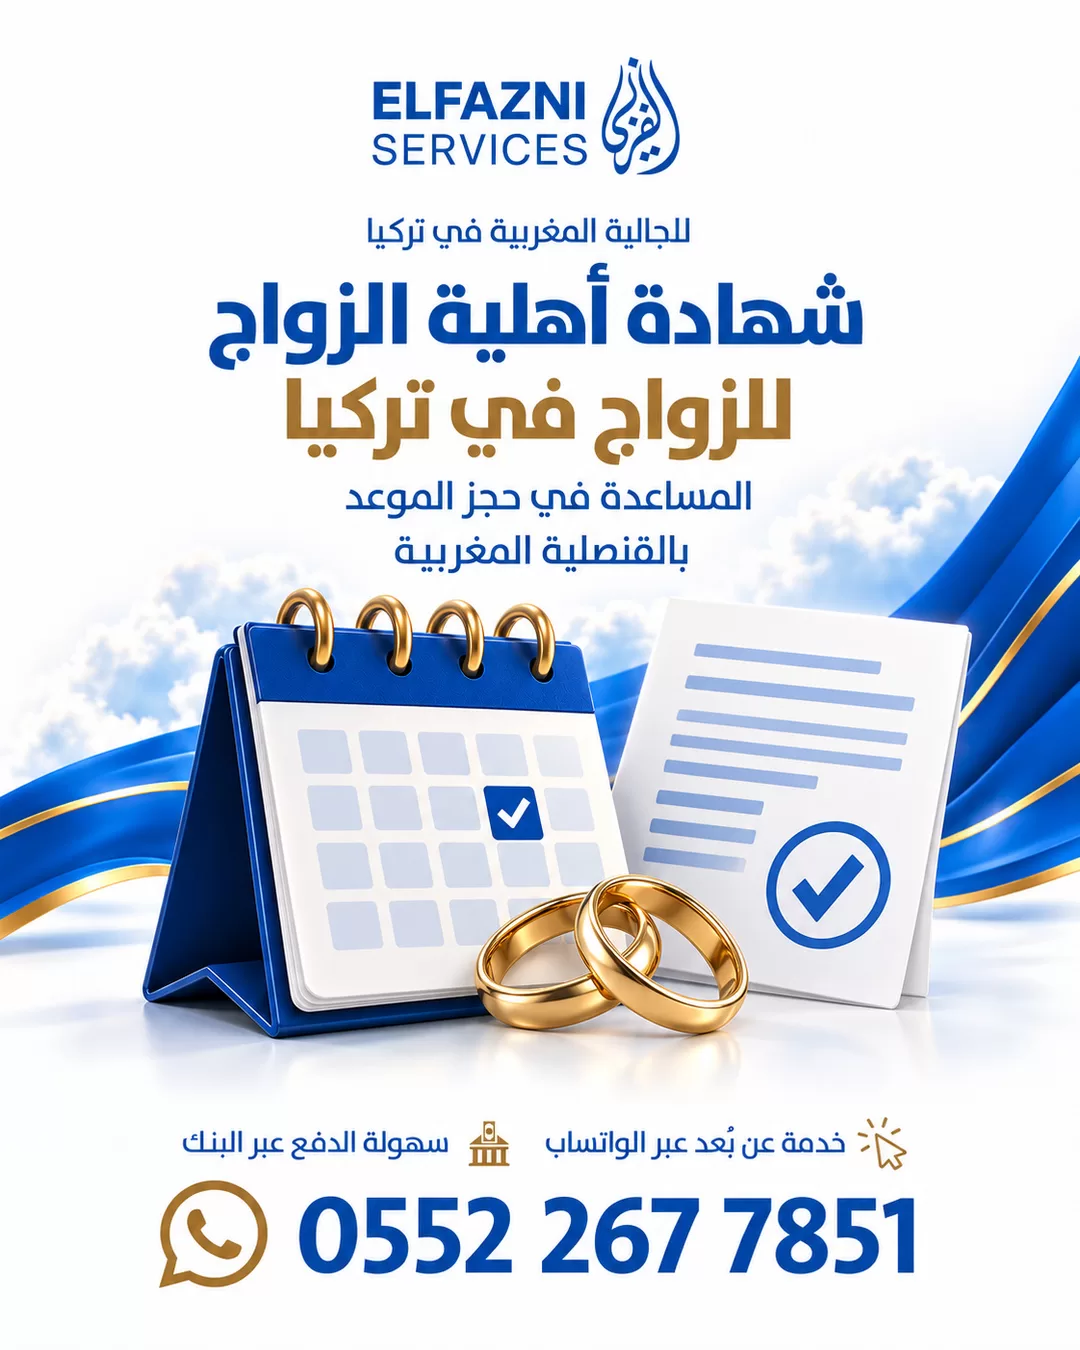 ELFAZNI
SERVICES
الفزني
للجالية المغربية في تركيا
شهادة أهلية الزواج
للزواج في تركيا
المساعدة في حجز الموعد
بالقنصلية المغربية
خدمة عن بُعد عبر الواتساب
سهولة الدفع عبر البنك
0552 267 7851